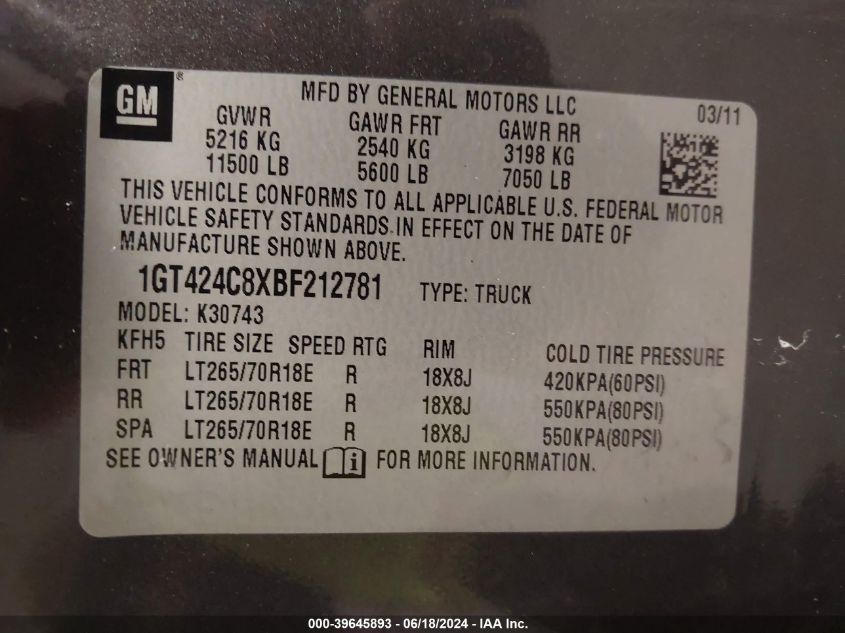 GM ®
MFD BY GENERAL MOTORS LLC 03/11
GVWR GAWR FRT GAWR RR
5216 KG 2540 KG 3198 KG
11500 LB 5600 LB 7050 LB
THIS VEHICLE CONFORMS TO ALL APPLICABLE U.S. FEDERAL MOTOR
VEHICLE SAFETY STANDARDS IN EFFECT ON THE DATE OF
MANUFACTURE SHOWN ABOVE.
1GT424C8XBF212781 TYPE: TRUCK
MODEL: K30743
KFH5 TIRE SIZE SPEED RTG RIM COLD TIRE PRESSURE
FRT LT265/70R18E R 18X8J 420KPA(60PSI)
RR LT265/70R18E R 18X8J 550KPA(80PSI)
SPA LT265/70R18E R 18X8J 550KPA(80PSI)
SEE OWNER'S MANUAL i FOR MORE INFORMATION.
000-39645893 - 06/18/2024 - IAA Inc.